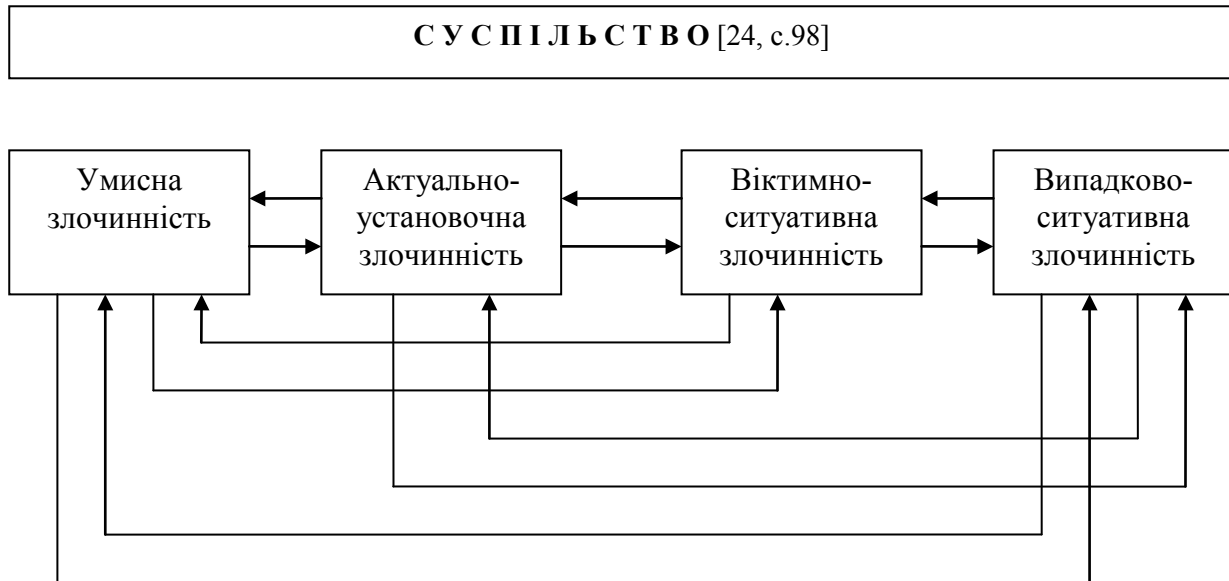 С У С П І Л Ь С Т В О [24, с.98]
Умисна
злочинність
Актуально-
установочна
злочинність
Віктимно-
ситуативна
злочинність
Випадково-
ситуативна
злочинність